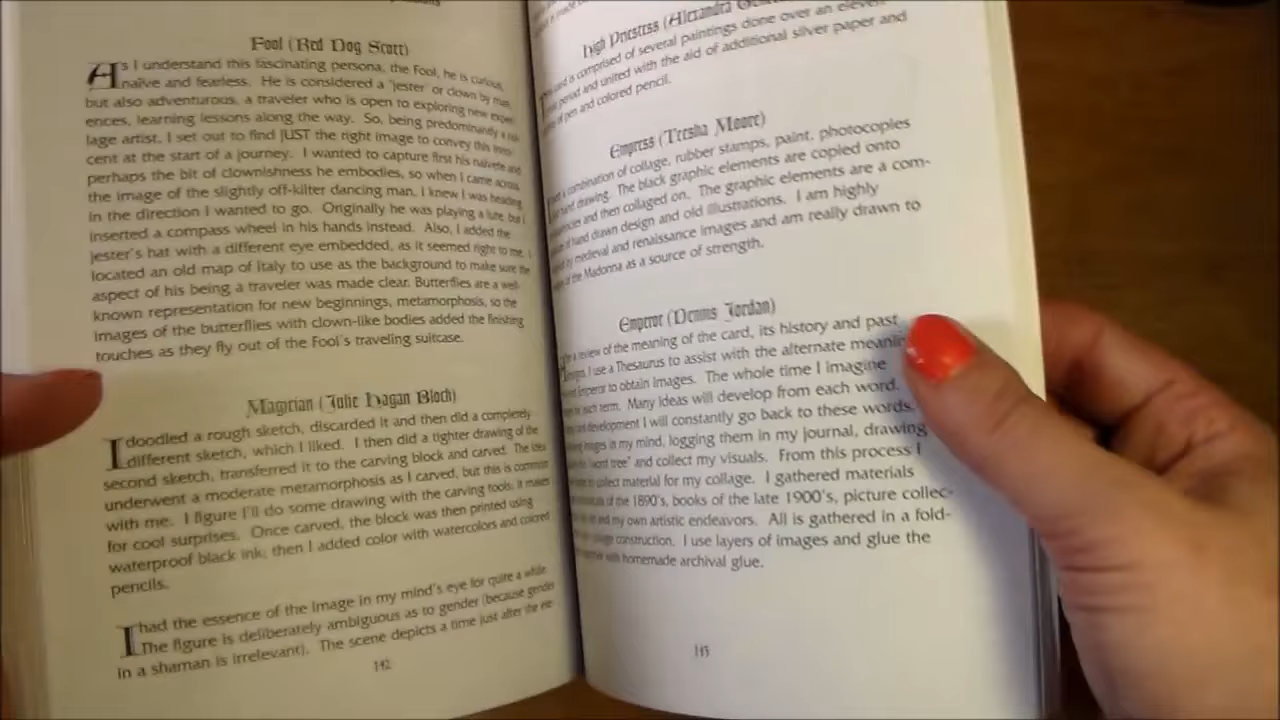 Fool (Red Dog Scott)
As I understand this fascinating persona, the Fool, he is curious,
naïve and fearless. He is considered a "jester" or clown by many
but also adventurous, a traveler who is open to exploring new experi-
ences, learning lessons along the way. So, being predominantly a col-
lage artist, I set out to find JUST the right image to convey this inno-
cent at the start of a journey. I wanted to capture first his naïvete and
perhaps the bit of clownishness he embodies, so when I came across
the image of the slightly off-kilter dancing man, I knew I was heading
in the direction I wanted to go. Originally he was playing a lute, but I
inserted a compass wheel in his hands instead. Also, I added the
jester's hat with a different eye embedded, as it seemed right to me. I
located an old map of Italy to use as the background to make sure the
aspect of his being a traveler was made clear. Butterflies are a well-
known representation for new beginnings, metamorphosis, so the
images of the butterflies with clown-like bodies added the finishing
touches as they fly out of the Fool's traveling suitcase.
Magician (Julie Hagan Bloch)
I doodled a rough sketch, discarded it and then did a completely
different sketch, which I liked. I then did a tighter drawing of the
second sketch, transferred it to the carving block and carved. The idea
underwent a moderate metamorphosis as I carved, but this is common
with me. I figure I'll do some drawing with the carving tools; it makes
for cool surprises. Once carved, the block was then printed using
waterproof black ink; then I added color with watercolors and colored
pencils.
I had the essence of the image in my mind's eye for quite a while.
The figure is deliberately ambiguous as to gender (because gender
in a shaman is irrelevant). The scene depicts a time just after the
142
High Priestess (Alexandra
card is comprised of several paintings done over an eleven
period and united with the aid of additional silver paper and
of pen and colored pencil.
Empress (Teesha Moore)
a combination of collage, rubber stamps, paint, photocopies
hand drawing. The black graphic elements are copied onto
and then collaged on. The graphic elements are a com-
of hand drawn design and old illustrations. I am highly
by medieval and renaissance images and am really drawn to
of the Madonna as a source of strength.
Emperor (Dennis Jordan)
a review of the meaning of the card, its history and past
I use a Thesaurus to assist with the alternate
Emperor to obtain images. The whole time I imagine
each term. Many ideas will develop from each word.
development I will constantly go back to these words,
images in my mind, logging them in my journal, drawing
"word tree" and collect my visuals. From this process I
to collect material for my collage. I gathered materials
of the 1890's, books of the late 1900's, picture collec-
and my own artistic endeavors. All is gathered in a fold-
construction. I use layers of images and glue the
with homemade archival glue.
143